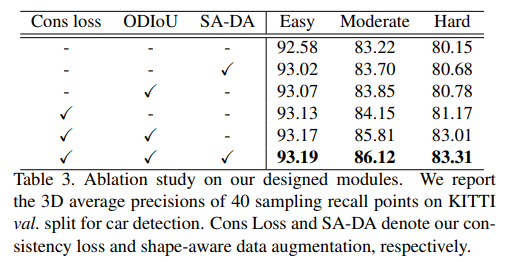 Cons loss ODIoU SA-DA Easy Moderate Hard
- - - 92.58 83.22 80.15
- - ✓ 93.02 83.70 80.68
- ✓ - 93.07 83.85 80.78
✓ - - 93.13 84.15 81.17
✓ ✓ - 93.17 85.81 83.01
✓ ✓ ✓ 93.19 86.12 83.31
Table 3. Ablation study on our designed modules. We report
the 3D average precisions of 40 sampling recall points on KITTI
val. split for car detection. Cons Loss and SA-DA denote our con-
sistency loss and shape-aware data augmentation, respectively.